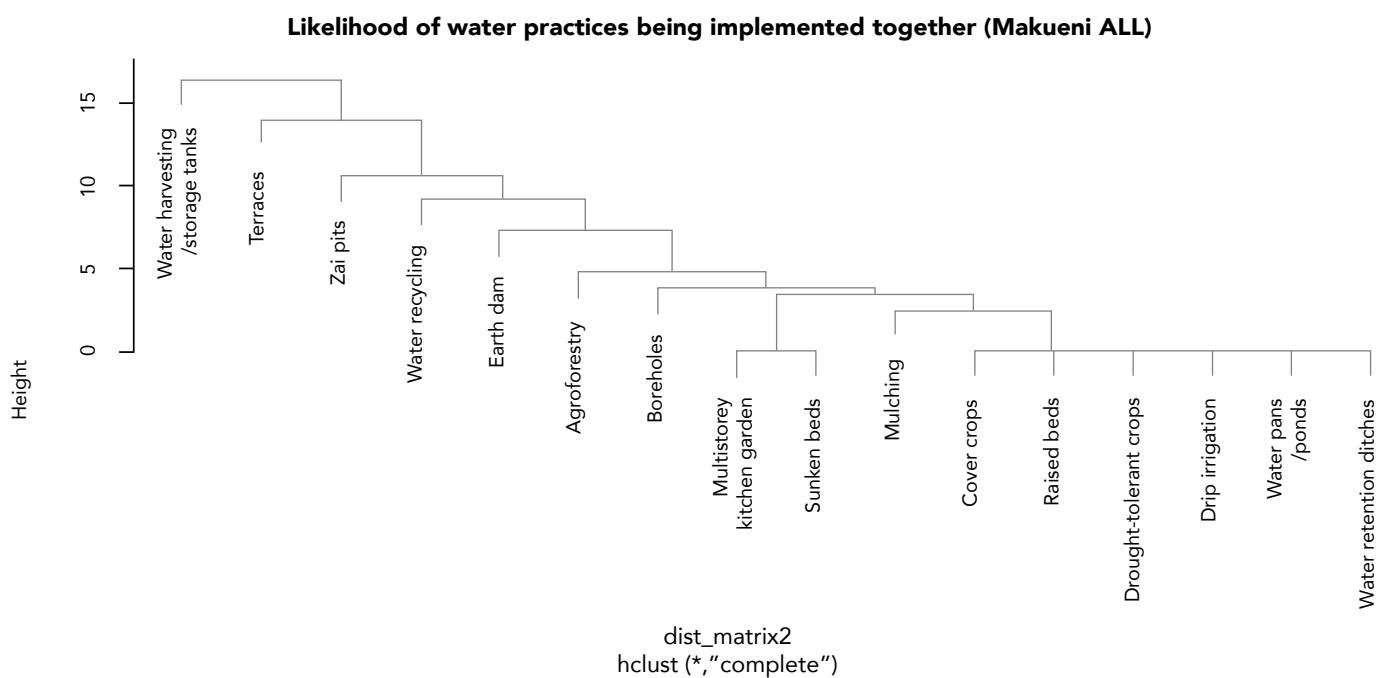 Likelihood of water practices being implemented together (Makueni ALL)
15
10
5
0
Height
Water harvesting
/storage tanks
Terraces
Zai pits
Water recycling
Earth dam
Agroforestry
Boreholes
Multistorey
kitchen garden
Sunken beds
Mulching
Cover crops
Raised beds
Drought-tolerant crops
Drip irrigation
Water pans
/ponds
Water retention ditches
dist_matrix2
hclust (*,”complete”)